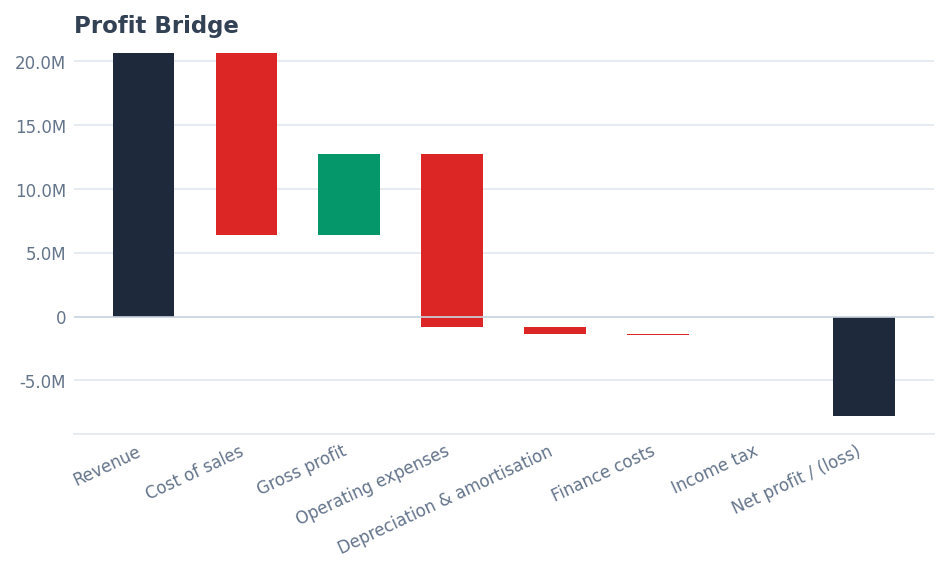 Profit Bridge
20.0M
15.0M
10.0M
5.0M
0
-5.0M
Revenue
Cost of sales
Gross profit
Operating expenses
Depreciation & amortisation
Finance costs
Income tax
Net profit / (loss)